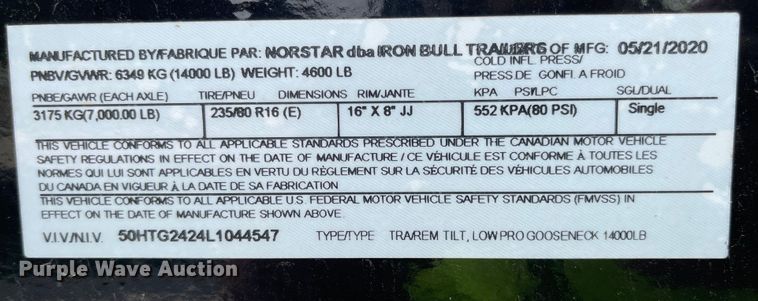 MANUFACTURED BY/FABRIQUE PAR: NORSTAR dba IRON BULL TRAILERS OF MFG: 05/21/2020
PNBV/GVWR: 6349 KG (14000 LB) WEIGHT: 4600 LB
COLD INFL. PRESS/
PRESS DE GONFL A FROID
PNBE/GAWR (EACH AXLE) TIRE/PNEU DIMENSIONS RIM/JANTE KPA PSI/LPC SGL/DUAL
3175 KG(7,000.00 LB) 235/80 R16 (E) 16" X 8" JJ 552 KPA(80 PSI) Single
THIS VEHICLE CONFORMS TO ALL APPLICABLE STANDARDS PRESCRIBED UNDER THE CANADIAN MOTOR VEHICLE
SAFETY REGULATIONS IN EFFECT ON THE DATE OF MANUFACTURE / CE VÉHICULE EST CONFORME À TOUTES LES
NORMES QUI LUI SONT APPLICABLES EN VERTU DU RÈGLEMENT SUR LA SÉCURITÉ DES VÉHICULES AUTOMOBILES
DU CANADA EN VIGUEUR À LA DATE DE SA FABRICATION
THIS VEHICLE CONFORMS TO ALL APPLICABLE U.S. FEDERAL MOTOR VEHICLE SAFETY STANDARDS (FMVSS) IN
EFFECT ON THE DATE OF MANUFACTURE SHOWN ABOVE.
V.I.V/N.I.V. 50HTG2424L1044547 TYPE/TYPE TRA/REM TILT, LOW PRO GOOSENECK 14000LB
Purple Wave Auction